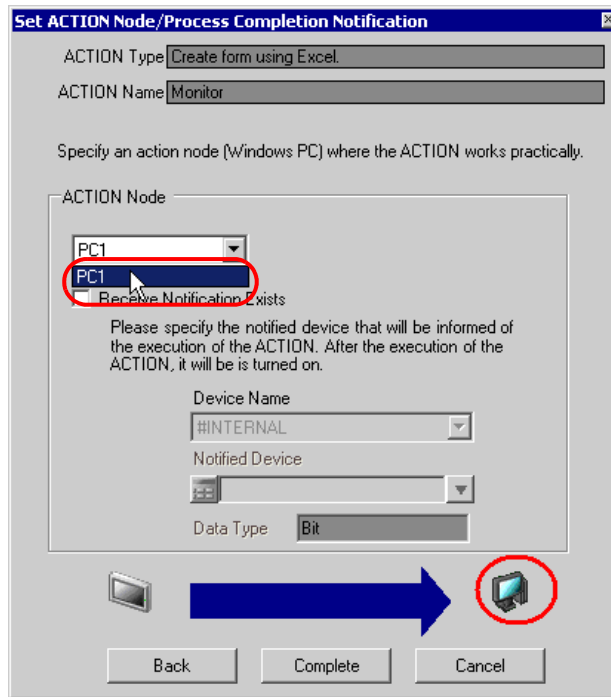 Set ACTION Node/Process Completion Notification
ACTION Type Create form using Excel.
ACTION Name Monitor
Specify an action node (Windows PC) where the ACTION works practically.
ACTION Node
PC1
PC1
Receive Notification Exists
Please specify the notified device that will be informed of
the execution of the ACTION. After the execution of the
ACTION, it will be is turned on.
Device Name
#INTERNAL
Notified Device
Data Type Bit
Back Complete Cancel